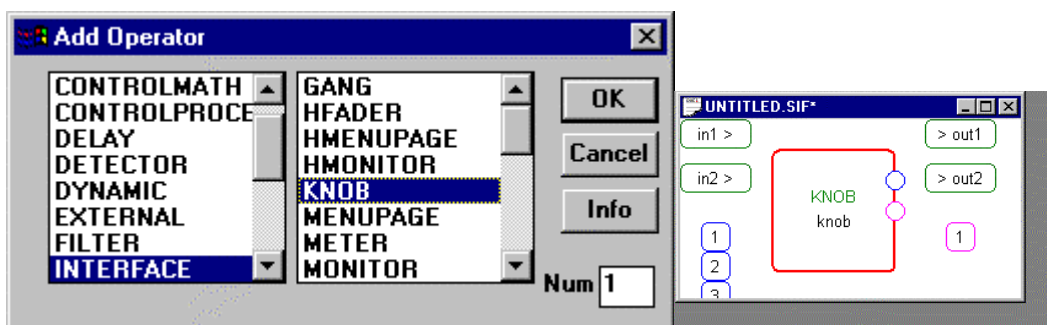 Add Operator
CONTROLMATH
CONTROLPROCE
DELAY
DETECTOR
DYNAMIC
EXTERNAL
FILTER
INTERFACE
GANG
HFADER
HMENUPAGE
HMONITOR
KNOB
MENUPAGE
METER
MONITOR
OK
Cancel
Info
Num 1
UNTITLED.SIF*
in1 >
> out1
in2 >
> out2
KNOB
knob
1
1
2
3